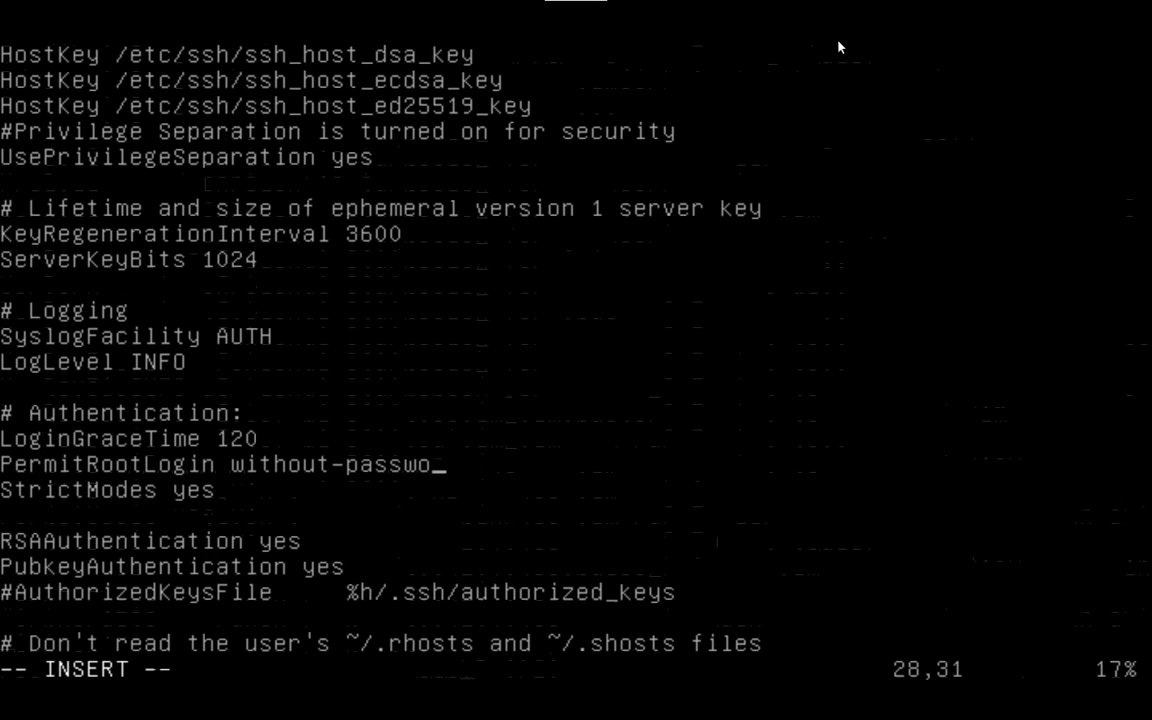 HostKey /etc/ssh/ssh_host_dsa_key
HostKey /etc/ssh/ssh_host_ecdsa_key
HostKey /etc/ssh/ssh_host_ed25519_key
#Privilege Separation is turned on for security
UsePrivilegeSeparation yes
# Lifetime and size of ephemeral version 1 server key
KeyRegenerationInterval 3600
ServerKeyBits 1024
# Logging
SyslogFacility AUTH
LogLevel INFO
# Authentication:
LoginGraceTime 120
PermitRootLogin without-passwo_
StrictModes yes
RSAAuthentication yes
PubkeyAuthentication yes
#AuthorizedKeysFile     %h/.ssh/authorized_keys
# Don't read the user's ~/.rhosts and ~/.shosts files
-- INSERT --                                                  28,31         17%